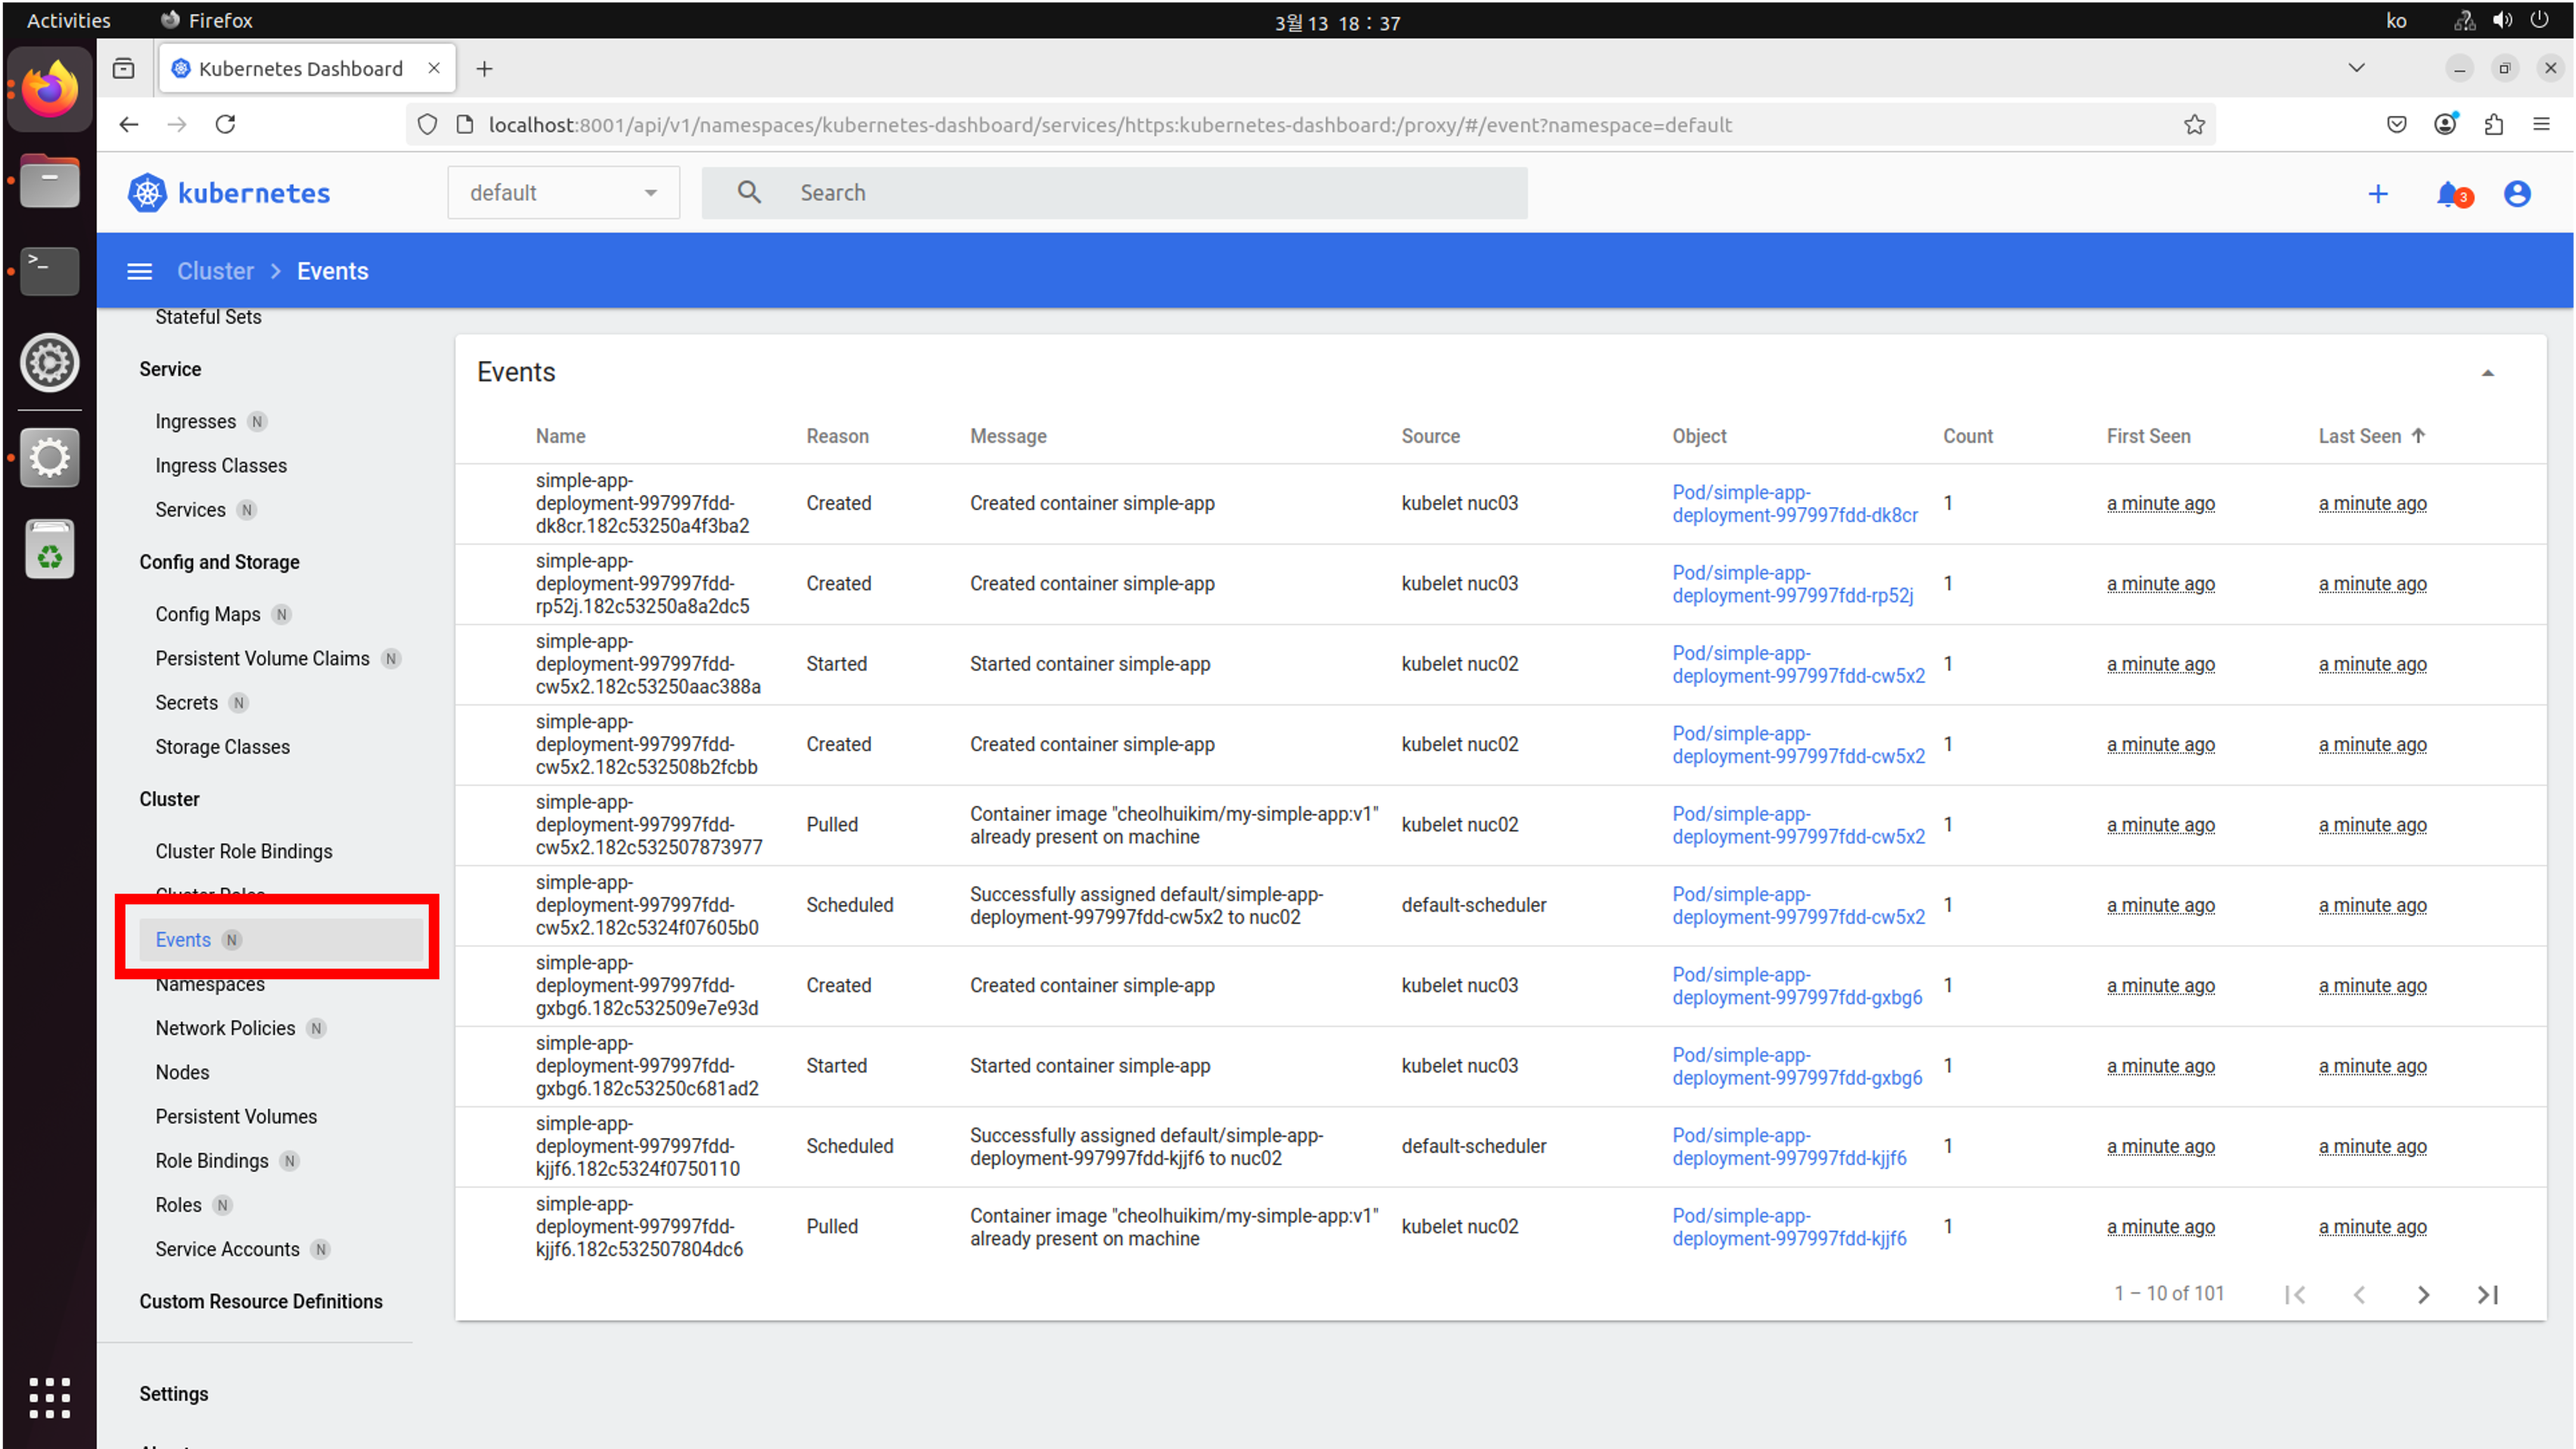 Activities
Firefox
3월 13 18 : 37
ko
Kubernetes Dashboard
localhost:8001/api/v1/namespaces/kubernetes-dashboard/services/https:kubernetes-dashboard:/proxy/#/event?namespace=default
kubernetes
default
Search
3
Cluster
Events
Stateful Sets
Service
Ingresses N
Ingress Classes
Services N
Config and Storage
Config Maps N
Persistent Volume Claims N
Secrets N
Storage Classes
Cluster
Cluster Role Bindings
Cluster Roles
Events N
Namespaces
Network Policies N
Nodes
Persistent Volumes
Role Bindings N
Roles N
Service Accounts N
Custom Resource Definitions
Settings
Events
Name Reason Message Source Object Count First Seen Last Seen
simple-app-
deployment-997997fdd-
dk8cr.182c53250a4f3ba2
Created
Created container simple-app
kubelet nuc03
Pod/simple-app-
deployment-997997fdd-dk8cr
1
a minute ago
a minute ago
simple-app-
deployment-997997fdd-
rp52j.182c53250a8a2dc5
Created
Created container simple-app
kubelet nuc03
Pod/simple-app-
deployment-997997fdd-rp52j
1
a minute ago
a minute ago
simple-app-
deployment-997997fdd-
cw5x2.182c53250aac388a
Started
Started container simple-app
kubelet nuc02
Pod/simple-app-
deployment-997997fdd-cw5x2
1
a minute ago
a minute ago
simple-app-
deployment-997997fdd-
cw5x2.182c532508b2fcbb
Created
Created container simple-app
kubelet nuc02
Pod/simple-app-
deployment-997997fdd-cw5x2
1
a minute ago
a minute ago
simple-app-
deployment-997997fdd-
cw5x2.182c532507873977
Pulled
Container image "cheolhuikim/my-simple-app:v1"
already present on machine
kubelet nuc02
Pod/simple-app-
deployment-997997fdd-cw5x2
1
a minute ago
a minute ago
simple-app-
deployment-997997fdd-
cw5x2.182c5324f07605b0
Scheduled
Successfully assigned default/simple-app-
deployment-997997fdd-cw5x2 to nuc02
default-scheduler
Pod/simple-app-
deployment-997997fdd-cw5x2
1
a minute ago
a minute ago
simple-app-
deployment-997997fdd-
gxbg6.182c532509e7e93d
Created
Created container simple-app
kubelet nuc03
Pod/simple-app-
deployment-997997fdd-gxbg6
1
a minute ago
a minute ago
simple-app-
deployment-997997fdd-
gxbg6.182c53250c681ad2
Started
Started container simple-app
kubelet nuc03
Pod/simple-app-
deployment-997997fdd-gxbg6
1
a minute ago
a minute ago
simple-app-
deployment-997997fdd-
kjjf6.182c5324f0750110
Scheduled
Successfully assigned default/simple-app-
deployment-997997fdd-kjjf6 to nuc02
default-scheduler
Pod/simple-app-
deployment-997997fdd-kjjf6
1
a minute ago
a minute ago
simple-app-
deployment-997997fdd-
kjjf6.182c532507804dc6
Pulled
Container image "cheolhuikim/my-simple-app:v1"
already present on machine
kubelet nuc02
Pod/simple-app-
deployment-997997fdd-kjjf6
1
a minute ago
a minute ago
1 – 10 of 101